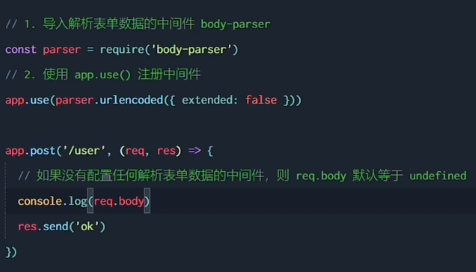 // 1. 导入解析表单数据的中间件 body-parser
const parser = require('body-parser')
// 2. 使用 app.use() 注册中间件
app.use(parser.urlencoded({ extended: false }))
app.post('/user', (req, res) => {
// 如果没有配置任何解析表单数据的中间件，则 req.body 默认等于 undefined
console.log(req.body)
res.send('ok')
})